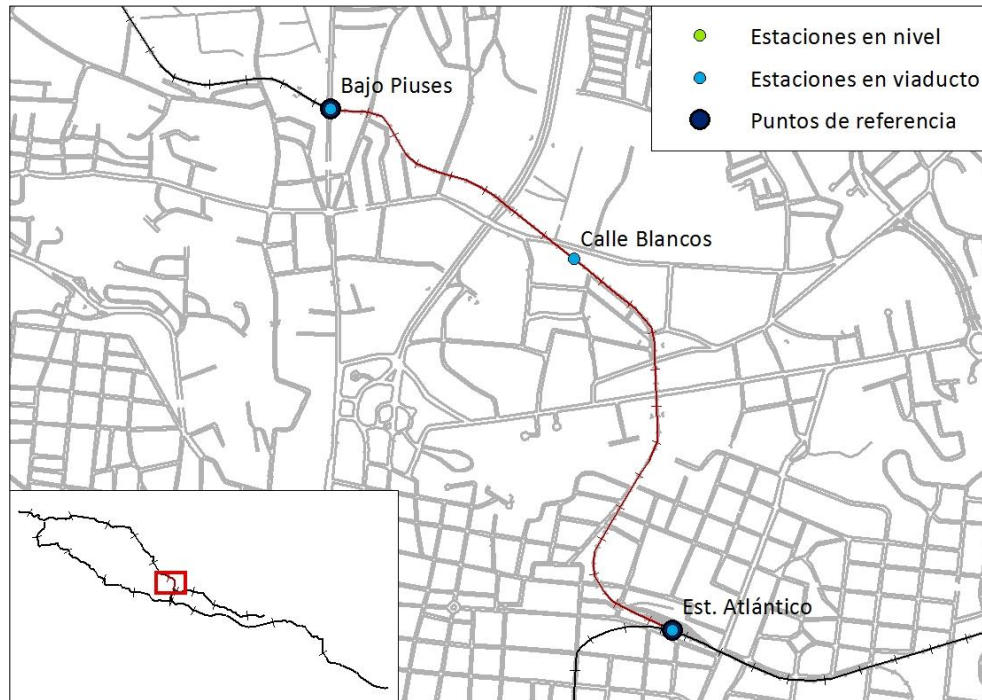 Estaciones en nivel
Estaciones en viaducto
Puntos de referencia
Bajo Piuses
Calle Blancos
Est. Atlántico